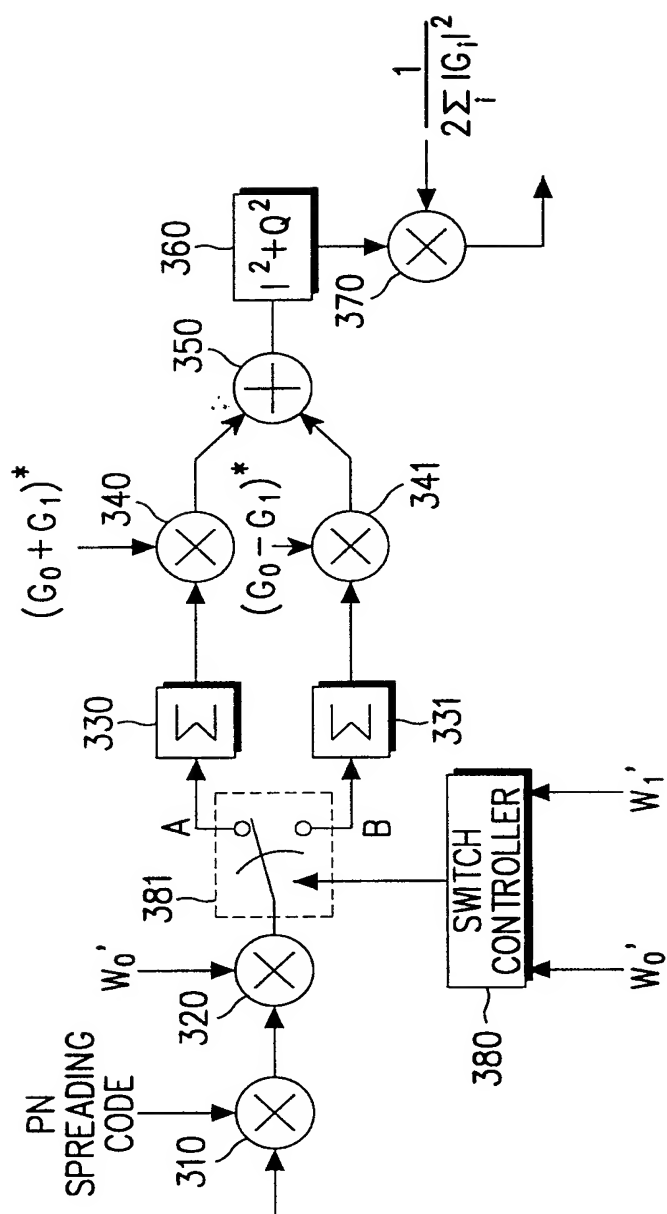 PN
SPREADING
CODE
310
W₀'
320
381
A
B
330
Σ
331
Σ
(G₀+G₁)*
340
(G₀−G₁)*
341
350
360
I²+Q²
370
1
2Σ|Gᵢ|²
i
380
SWITCH
CONTROLLER
W₀'
W₁'